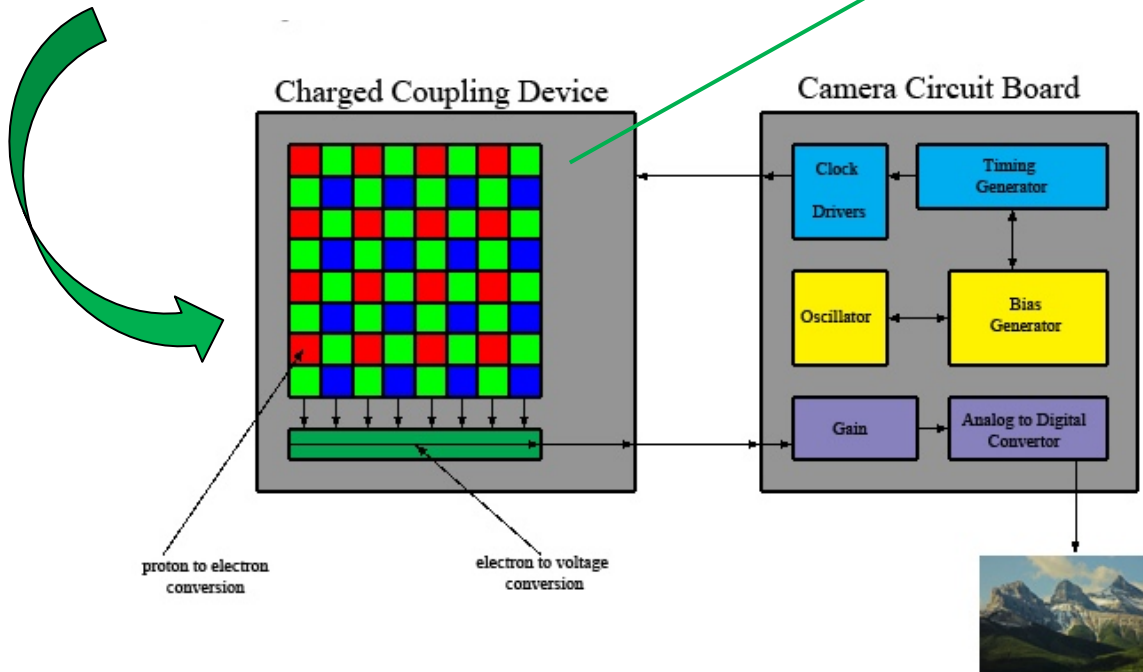 Charged Coupling Device
Camera Circuit Board
Clock
Drivers
Timing
Generator
Oscillator
Bias
Generator
Gain
Analog to Digital
Convertor
proton to electron
conversion
electron to voltage
conversion